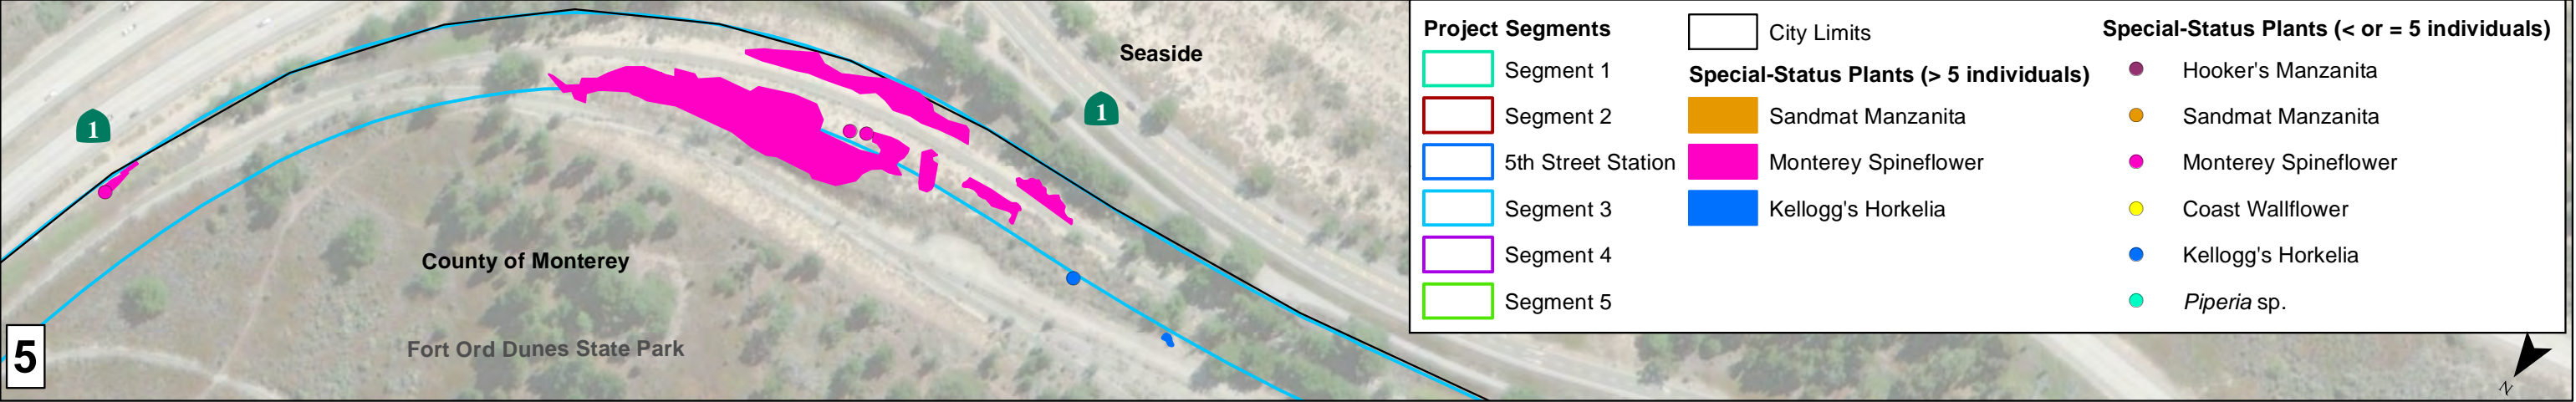 1
5
County of Monterey
Fort Ord Dunes State Park
Seaside
1
Project Segments
Segment 1
Segment 2
5th Street Station
Segment 3
Segment 4
Segment 5
City Limits
Special-Status Plants (> 5 individuals)
Sandmat Manzanita
Monterey Spineflower
Kellogg's Horkelia
Special-Status Plants (< or = 5 individuals)
Hooker's Manzanita
Sandmat Manzanita
Monterey Spineflower
Coast Wallflower
Kellogg's Horkelia
Piperia sp.
N